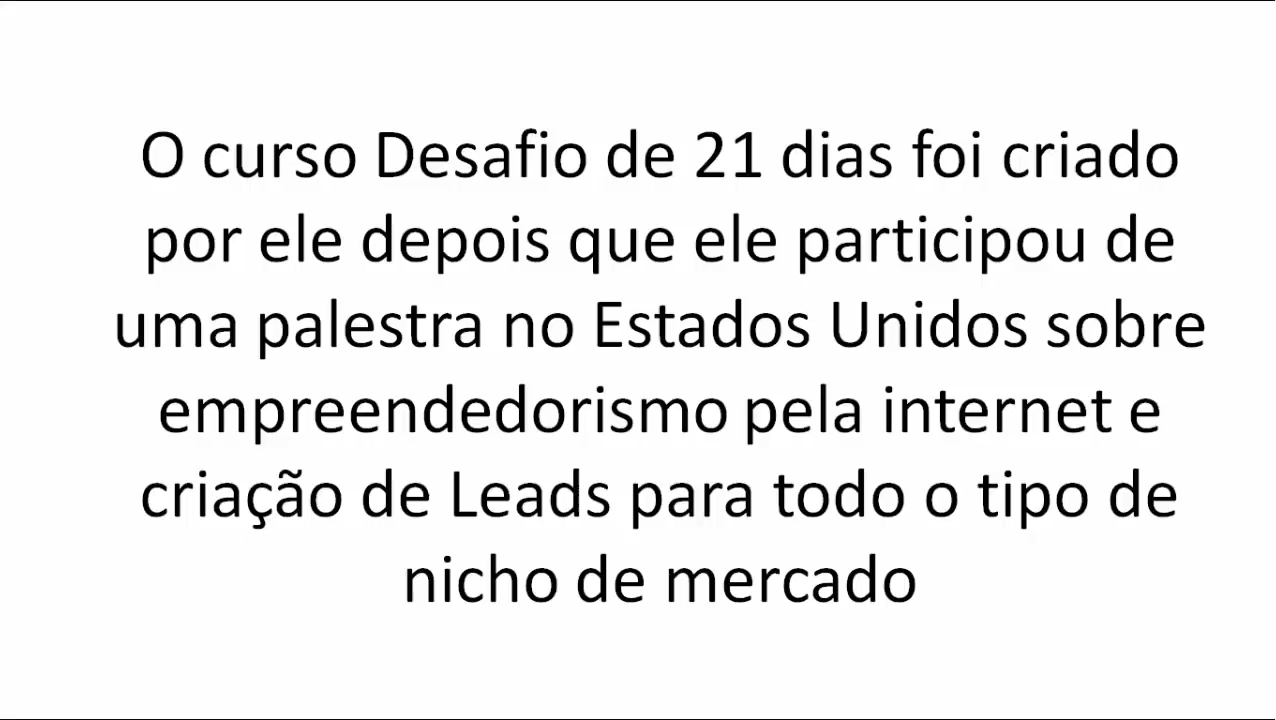 O curso Desafio de 21 dias foi criado
por ele depois que ele participou de
uma palestra no Estados Unidos sobre
empreendedorismo pela internet e
criação de Leads para todo o tipo de
nicho de mercado